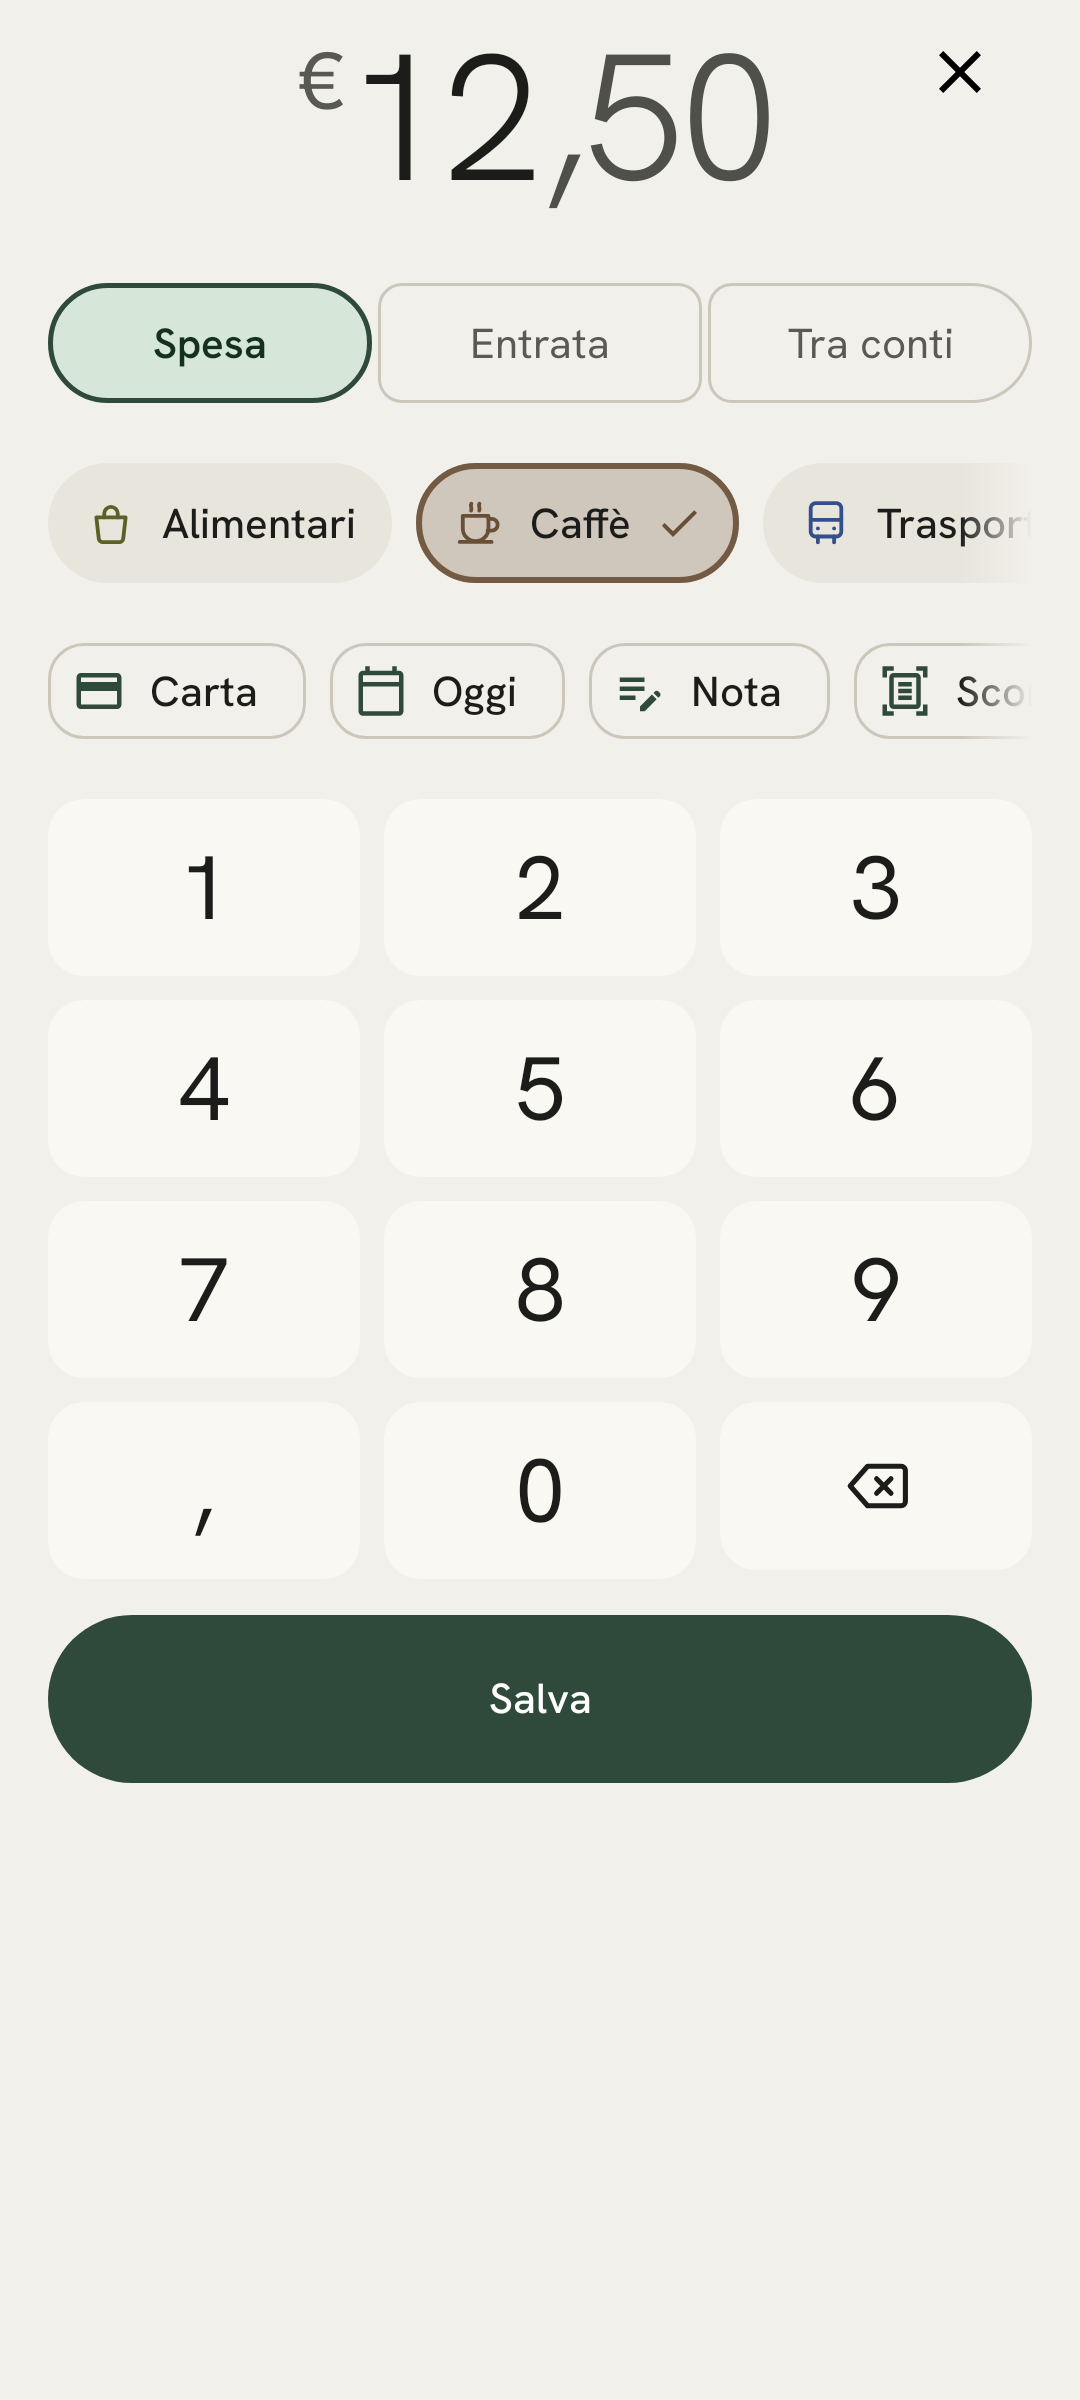 €12,50
Spesa Entrata Tra conti
Alimentari Caffè
Carta Oggi Nota
1 2 3
4 5 6
7 8 9
, 0
Salva